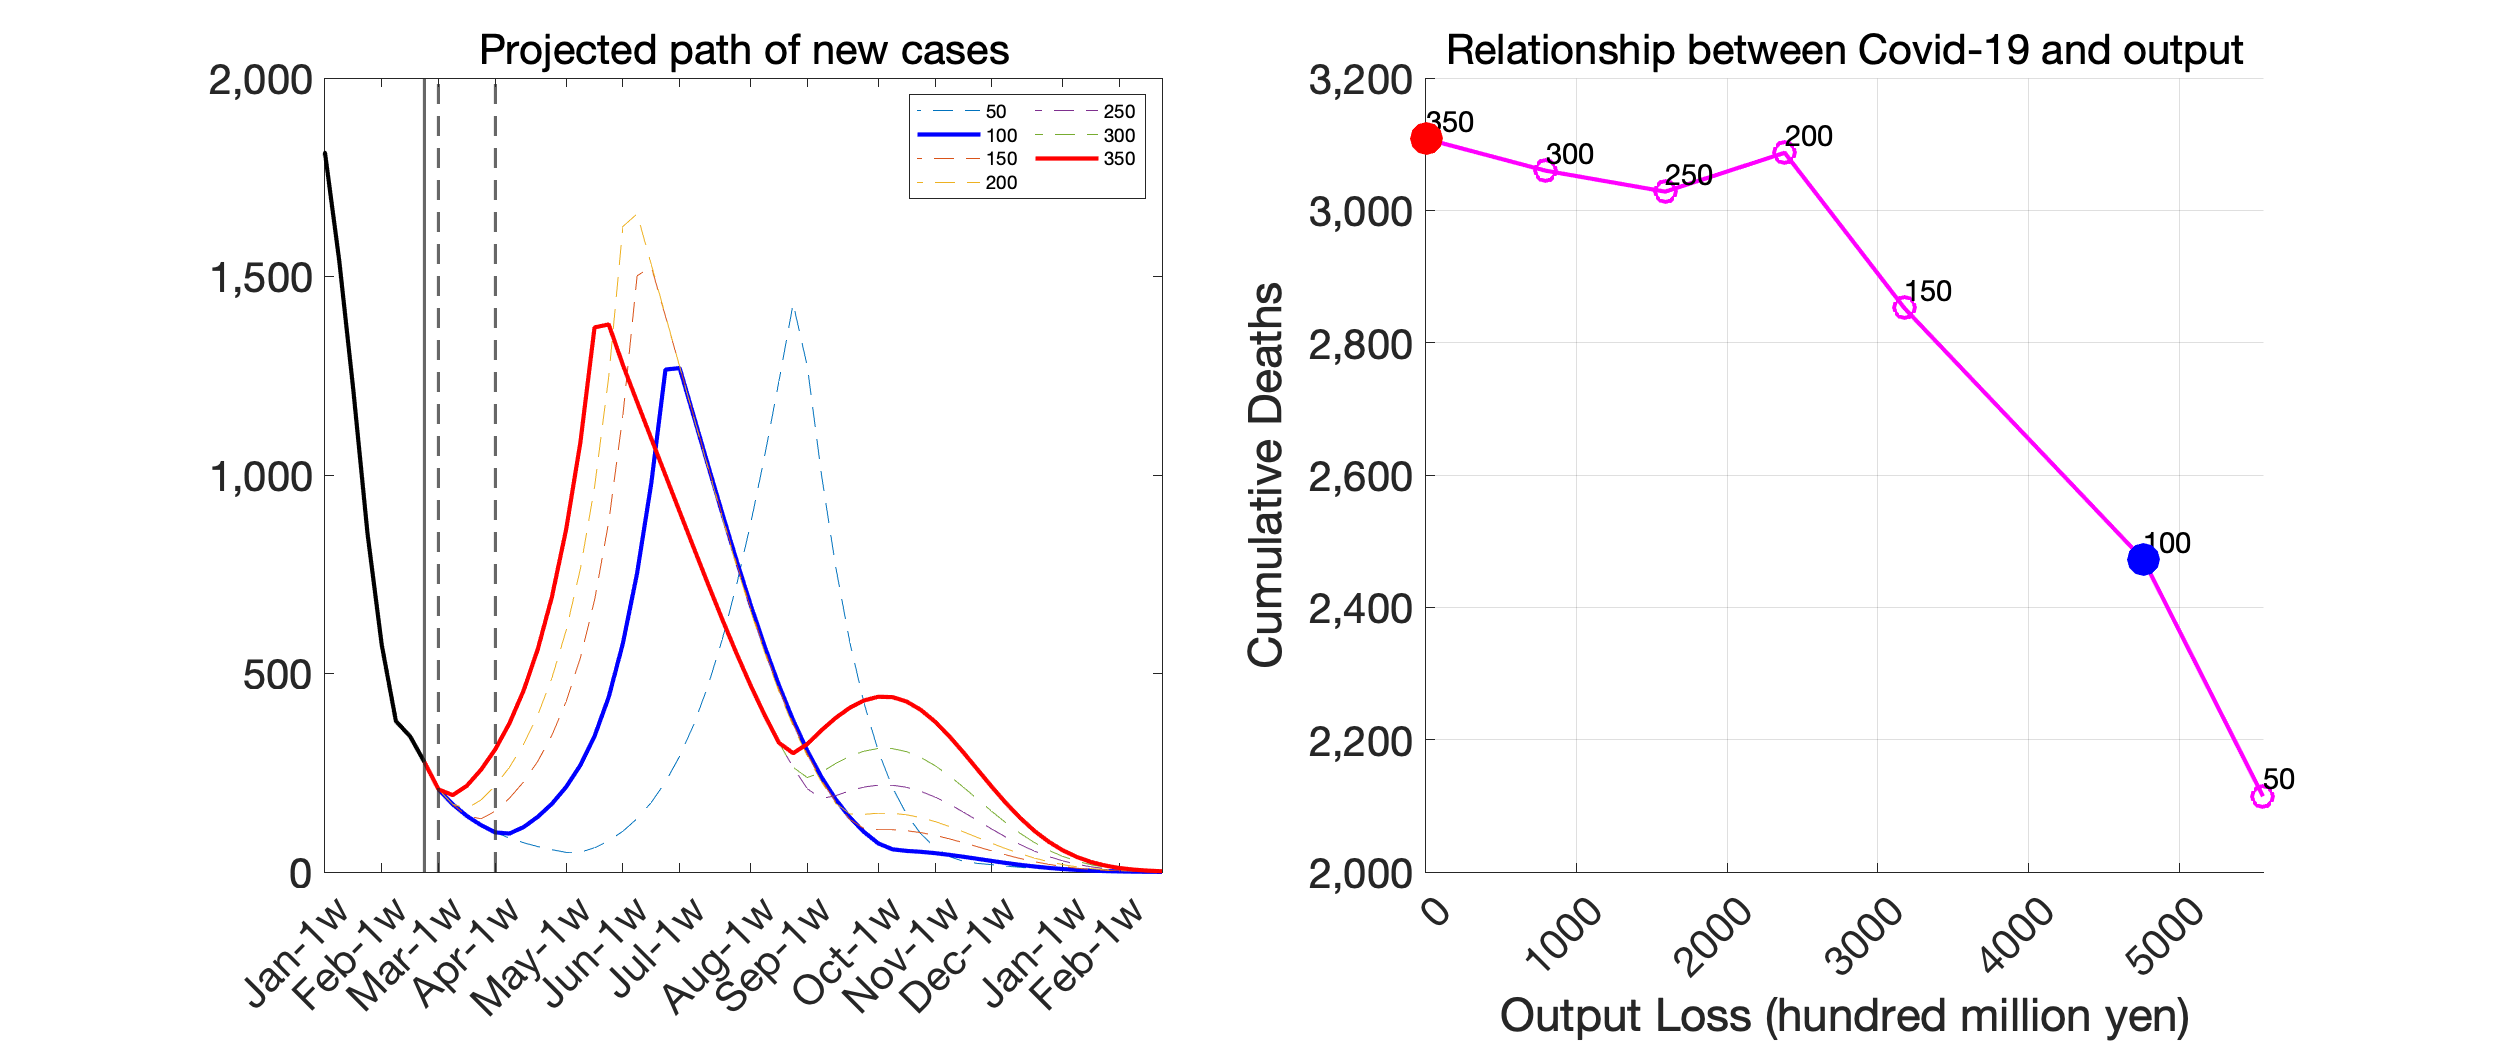 Projected path of new cases
2,000
1,500
1,000
500
0
50
100
150
200
250
300
350
Jan-1w
Feb-1w
Mar-1w
Apr-1w
May-1w
Jun-1w
Jul-1w
Aug-1w
Sep-1w
Oct-1w
Nov-1w
Dec-1w
Jan-1w
Feb-1w
Relationship between Covid-19 and output
Cumulative Deaths
3,200
3,000
2,800
2,600
2,400
2,200
2,000
350
300
250
200
150
100
50
0
1000
2000
3000
4000
5000
Output Loss (hundred million yen)